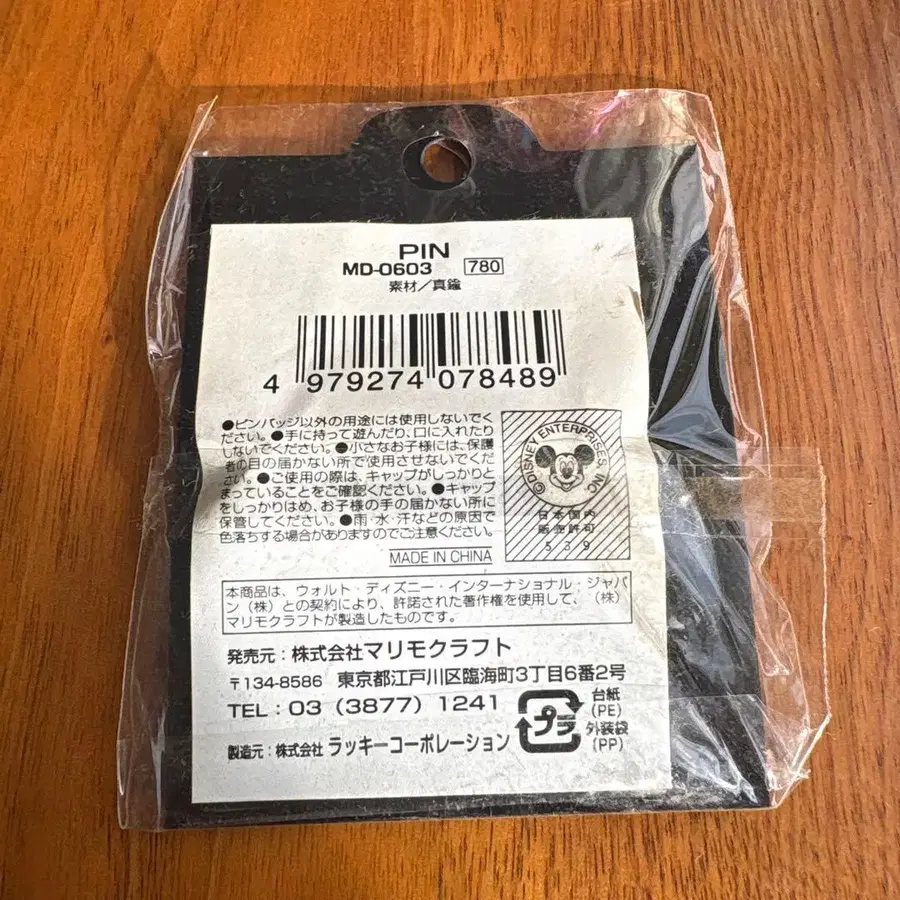 PIN
MD-0603 780
素材/真鍮
4 979274 078489
●ピンバッジ以外の用途には使用しないでく
ださい。●手に持って遊んだり、口に入れたり
しないでください。●小さなお子様には、保護
者の目の届かない所で使用させないでくださ
い。●ご使用の際は、キャップがしっかりと
まっていることをご確認ください。●キャップ
をしっかりはめ、お子様の手の届かない所に
保管してください。●雨・水・汗などの原因で
色落ちする場合がありますのでご注意ください。
©DISNEY ENTERPRISES, INC
日本国内
販売許可
539
MADE IN CHINA
本商品は、ウォルト・ディズニー・インターナショナル・ジャパ
ン(株)との契約により、許諾された著作権を使用して、(株)
マリモクラフトが製造したものです。
発売元:株式会社マリモクラフト
〒134-8586 東京都江戸川区臨海町3丁目6番2号
TEL:03(3877)1241
製造元:株式会社 ラッキーコーポレーション
プラ
台紙
(PE)
外装袋
(PP)